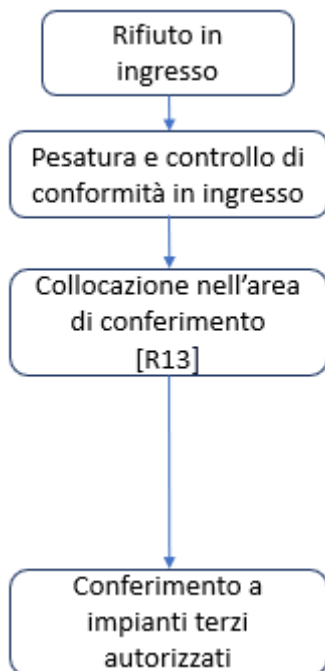 Rifiuto in
ingresso
Pesatura e controllo di
conformità in ingresso
Collocazione nell'area
di conferimento
[R13]
Conferimento a
impianti terzi
autorizzati